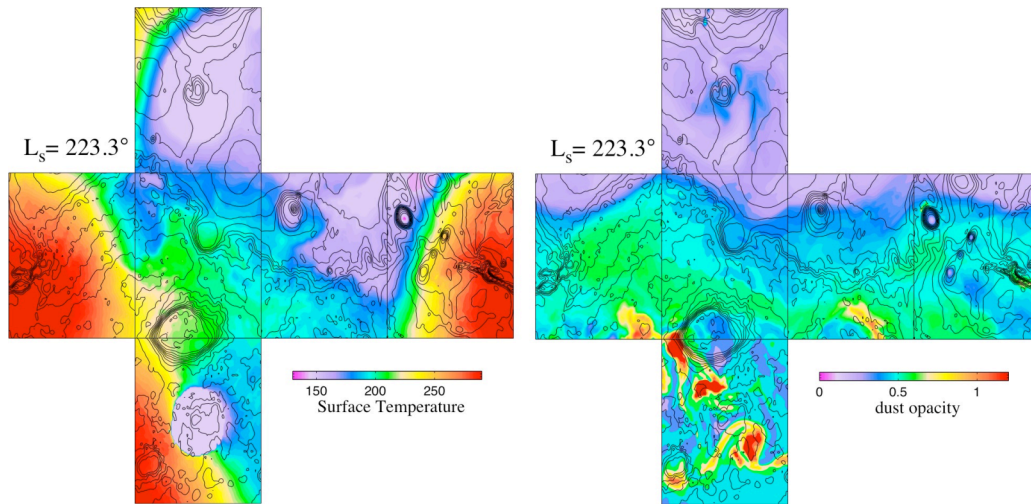 Ls= 223.3°
Ls= 223.3°
150 200 250
Surface Temperature
0 0.5 1
dust opacity